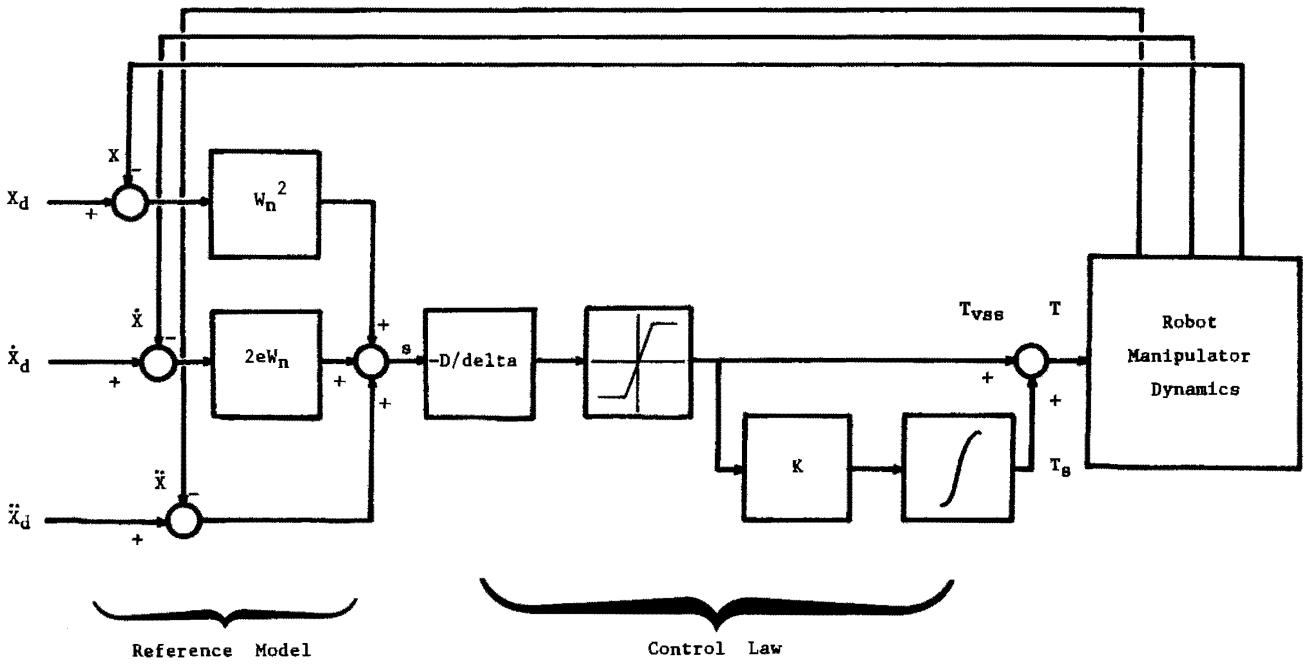 X
-
X_d
+
W_n^2
Ẋ
-
Ẋ_d
+
2eW_n
+
+
+
s
-D/delta
T_vss
T
+
+
K
T_s
Robot
Manipulator
Dynamics
Ẍ
-
Ẍ_d
+
Reference Model
Control Law